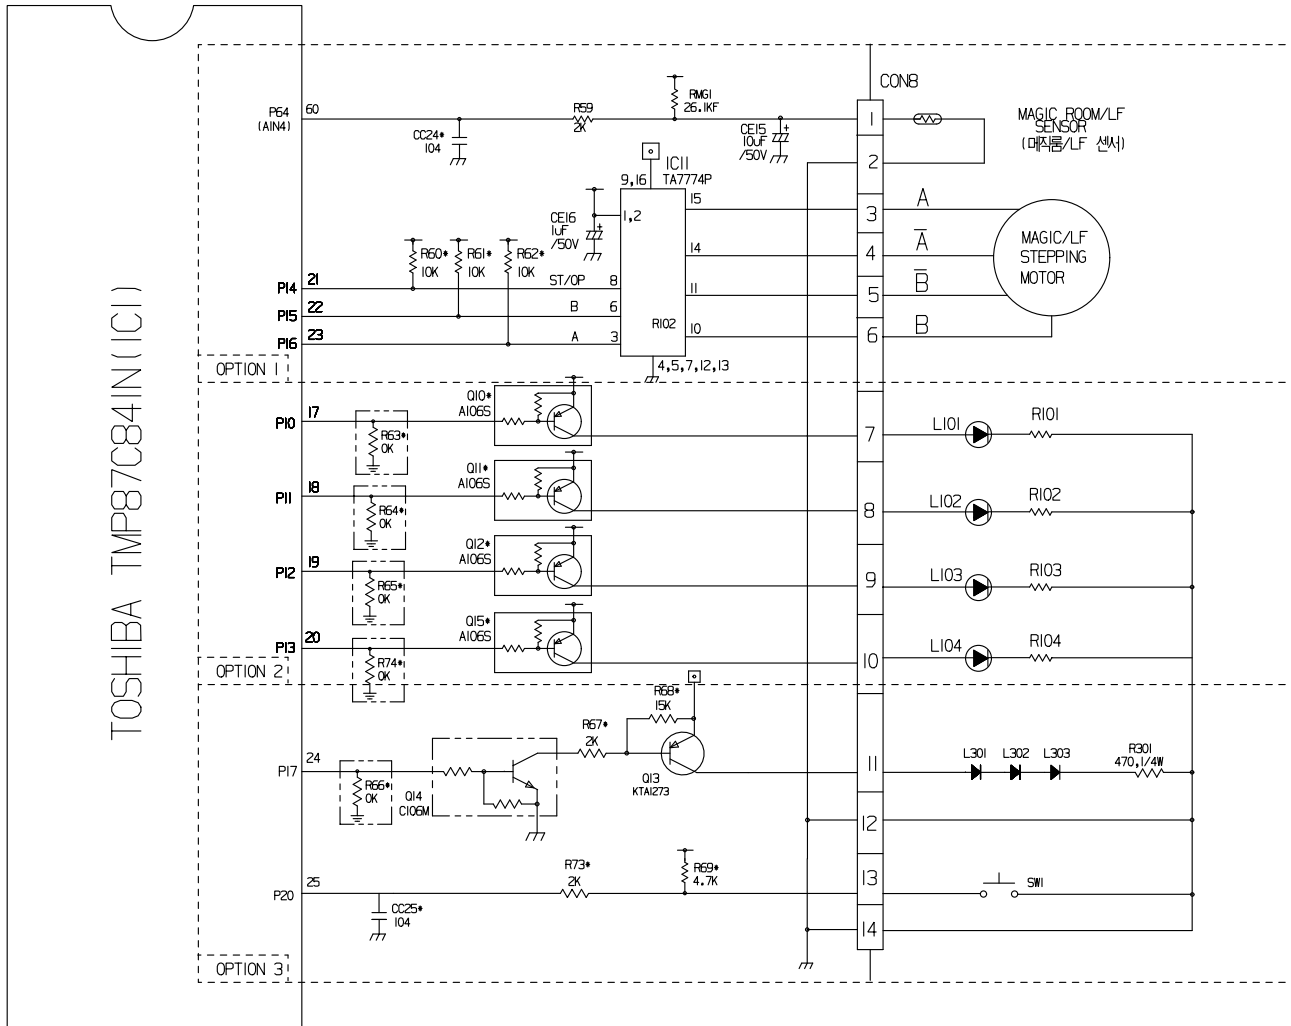 TOSHIBA TMP87C841N(IC1)
CON8
P64
(AIN4)
60
CC24*
104
R59
2K
RMG1
26.1KF
CE15
10uF
/50V
+
1
MAGIC ROOM/LF
SENSOR
(매직룸/LF 센서)
2
IC11
TA7774P
9,16
1,2
CE16
1uF
/50V
+
15
3
A
14
4
A̅
11
5
B̅
10
6
B
MAGIC/LF
STEPPING
MOTOR
R60*
10K
R61*
10K
R62*
10K
P14
21
ST/OP
8
P15
22
B
6
P16
23
A
3
R102
4,5,7,12,13
OPTION 1
P10
17
R63*
0K
Q10*
A106S
7
L101
R101
P11
18
R64*
0K
Q11*
A106S
8
L102
R102
P12
19
R65*
0K
Q12*
A106S
9
L103
R103
P13
20
R74*
0K
Q15*
A106S
10
L104
R104
OPTION 2
P17
24
R66*
0K
Q14
C106M
R67*
2K
R68*
15K
Q13
KTA1273
11
L301
L302
L303
R301
470,1/4W
12
P20
25
CC25*
104
R73*
2K
R69*
4.7K
13
SW1
14
OPTION 3